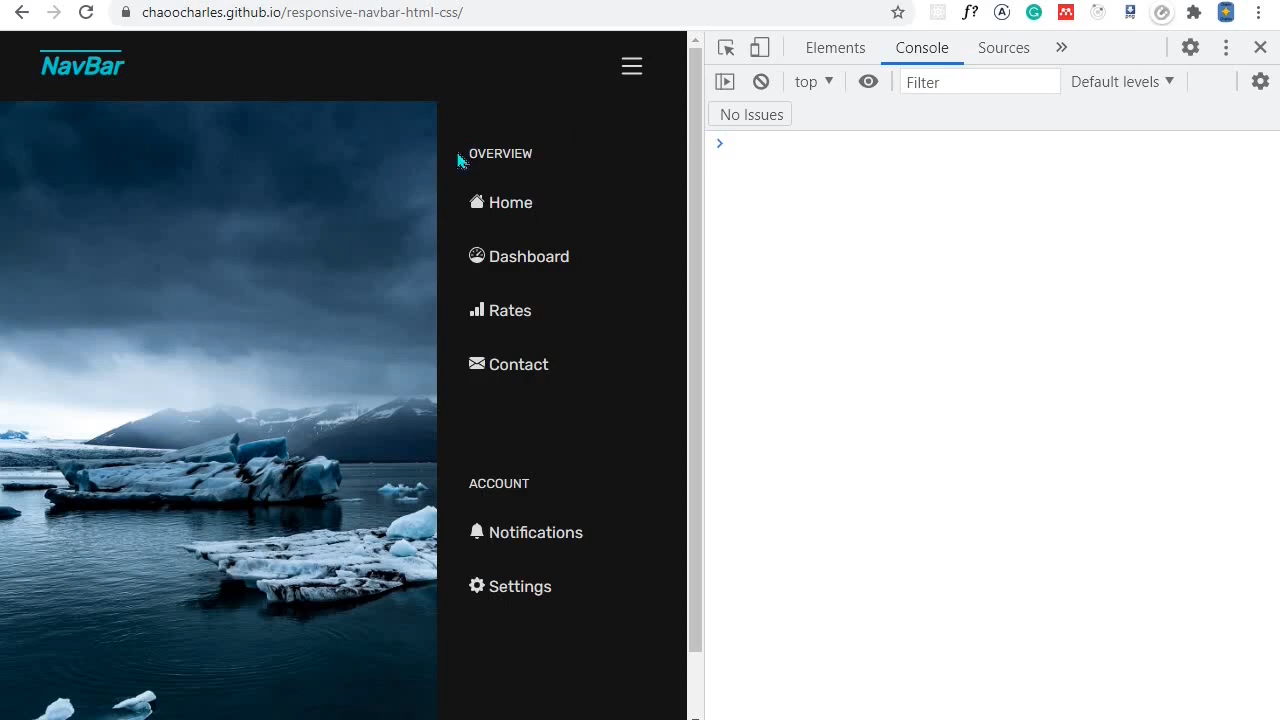 chaoocharles.github.io/responsive-navbar-html-css/
f?
NavBar
Elements
Console
Sources
top
Filter
Default levels
No Issues
OVERVIEW
Home
Dashboard
Rates
Contact
ACCOUNT
Notifications
Settings